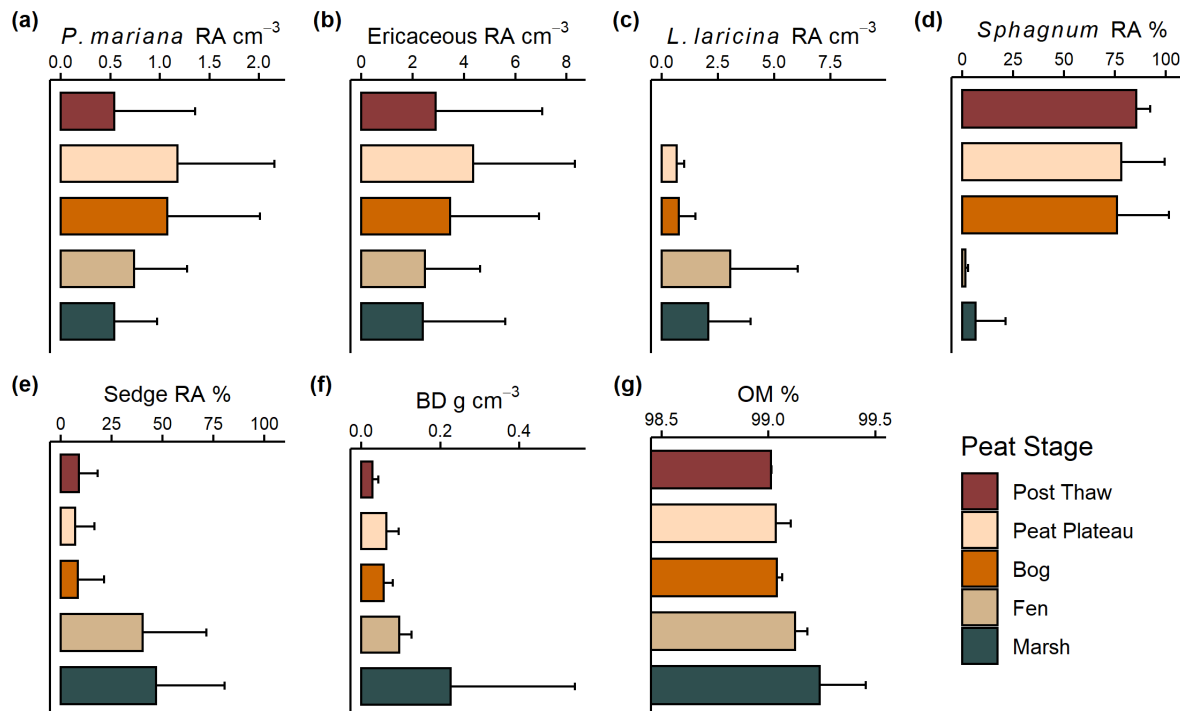 (a)
P. mariana RA cm⁻³
0.0 0.5 1.0 1.5 2.0
(b)
Ericaceous RA cm⁻³
0 2 4 6 8
(c)
L. laricina RA cm⁻³
0.0 2.5 5.0 7.5
(d)
Sphagnum RA %
0 25 50 75 100
(e)
Sedge RA %
0 25 50 75 100
(f)
BD g cm⁻³
0.0 0.2 0.4
(g)
OM %
98.5 99.0 99.5
Peat Stage
Post Thaw
Peat Plateau
Bog
Fen
Marsh